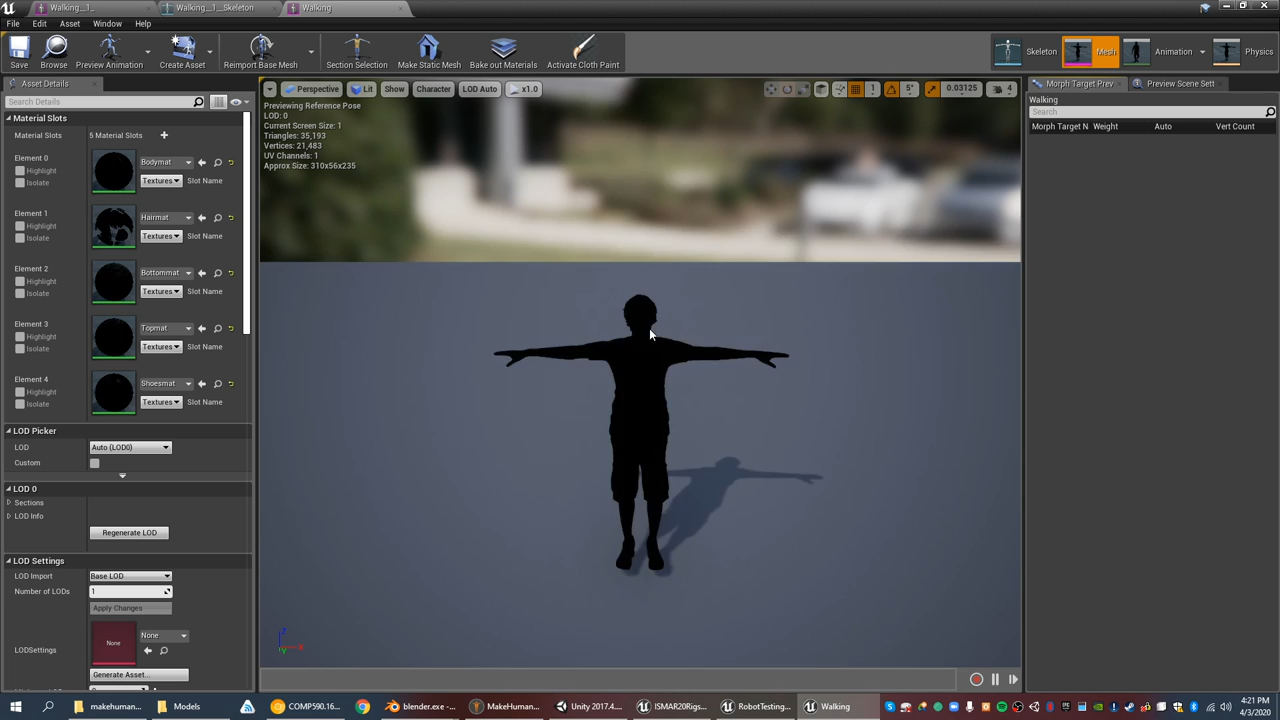 Walking__1_
Walking__1__Skeleton
Walking
File Edit Asset Window Help
Save
Browse
Preview Animation
Create Asset
Reimport Base Mesh
Section Selection
Make Static Mesh
Bake out Materials
Activate Cloth Paint
Skeleton
Mesh
Animation
Physics
Asset Details
Search Details
Material Slots
Material Slots 5 Material Slots
Element 0
Highlight
Isolate
Bodymat
Textures Slot Name
Element 1
Highlight
Isolate
Hairmat
Textures Slot Name
Element 2
Highlight
Isolate
Bottommat
Textures Slot Name
Element 3
Highlight
Isolate
Topmat
Textures Slot Name
Element 4
Highlight
Isolate
Shoesmat
Textures Slot Name
LOD Picker
LOD Auto (LOD0)
Custom
LOD 0
Sections
LOD Info
Regenerate LOD
LOD Settings
LOD Import Base LOD
Number of LODs 1
Apply Changes
None
None
LODSettings
Generate Asset...
Perspective Lit Show Character LOD Auto x1.0
5° 0.03125 4
Previewing Reference Pose
LOD: 0
Current Screen Size: 1
Triangles: 35,193
Vertices: 21,483
UV Channels: 1
Approx Size: 310x56x235
Z
X
Y
Morph Target Prev
Preview Scene Sett
Walking
Search
Morph Target N Weight Auto Vert Count
makehuman...
Models
COMP590.16...
blender.exe -...
MakeHuman...
Unity 2017.4...
ISMAR20Rigs...
RobotTesting...
Walking
4:21 PM
4/3/2020